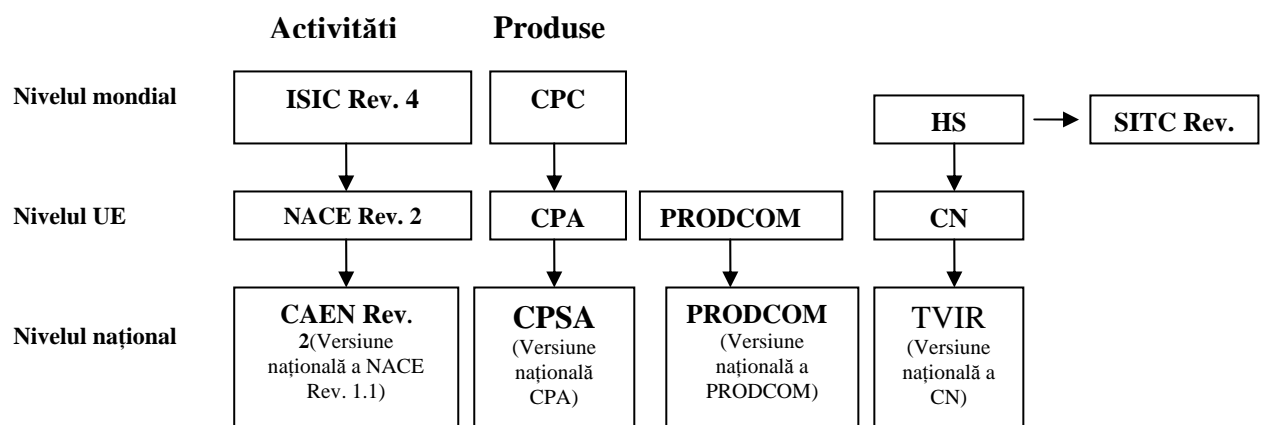 Activităti Produse
Nivelul mondial
ISIC Rev. 4
CPC
HS
SITC Rev.
Nivelul UE
NACE Rev. 2
CPA
PRODCOM
CN
Nivelul național
CAEN Rev.
2(Versiune
națională a NACE
Rev. 1.1)
CPSA
(Versiune
națională
CPA)
PRODCOM
(Versiune
națională a
PRODCOM)
TVIR
(Versiune
națională a
CN)